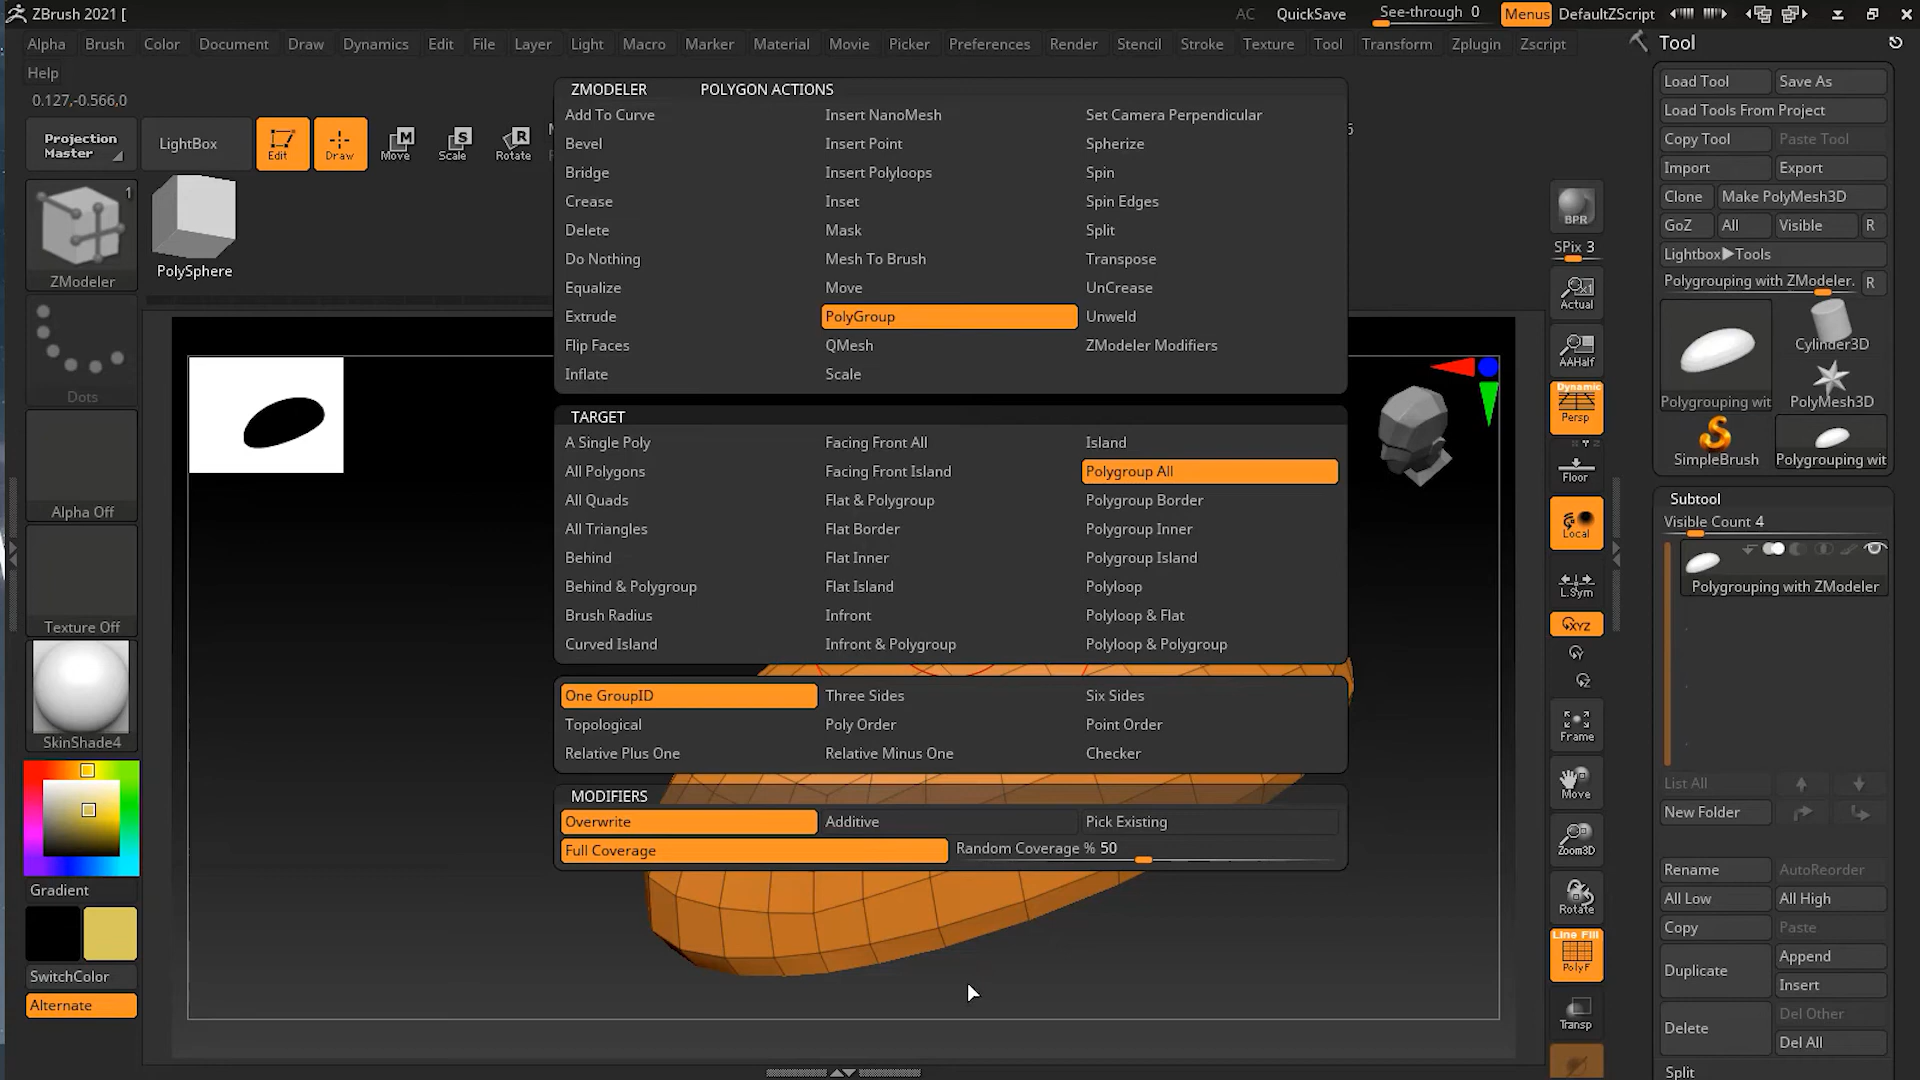 ZBrush 2021 [
AC QuickSave See-through 0 Menus DefaultZScript
Alpha Brush Color Document Draw Dynamics Edit File Layer Light Macro Marker Material Movie Picker Preferences Render Stencil Stroke Texture Tool Transform Zplugin Zscript
Help
0.127,-0.566,0
Projection
Master
LightBox
Edit
Draw
Move
Scale
Rotate
M
S
R
1
ZModeler
PolySphere
Dots
Alpha Off
Texture Off
SkinShade4
Gradient
SwitchColor
Alternate
ZMODELER POLYGON ACTIONS
Add To Curve Insert NanoMesh Set Camera Perpendicular
Bevel Insert Point Spherize
Bridge Insert Polyloops Spin
Crease Inset Spin Edges
Delete Mask Split
Do Nothing Mesh To Brush Transpose
Equalize Move UnCrease
Extrude PolyGroup Unweld
Flip Faces QMesh ZModeler Modifiers
Inflate Scale
TARGET
A Single Poly Facing Front All Island
All Polygons Facing Front Island Polygroup All
All Quads Flat & Polygroup Polygroup Border
All Triangles Flat Border Polygroup Inner
Behind Flat Inner Polygroup Island
Behind & Polygroup Flat Island Polyloop
Brush Radius Infront Polyloop & Flat
Curved Island Infront & Polygroup Polyloop & Polygroup
One GroupID Three Sides Six Sides
Topological Poly Order Point Order
Relative Plus One Relative Minus One Checker
MODIFIERS
Overwrite Additive Pick Existing
Full Coverage Random Coverage % 50
BPR
SPix 3
Actual
AAHalf
Dynamic
Persp
Floor
Local
L.Sym
XYZ
Frame
Move
Zoom3D
Rotate
Line Fill
PolyF
Transp
Tool
Load Tool Save As
Load Tools From Project
Copy Tool Paste Tool
Import Export
Clone Make PolyMesh3D
GoZ All Visible R
Lightbox▶Tools
Polygrouping with ZModeler. R
Polygrouping wit
Cylinder3D
PolyMesh3D
SimpleBrush
Polygrouping wit
Subtool
Visible Count 4
Polygrouping with ZModeler
List All
New Folder
Rename AutoReorder
All Low All High
Copy Paste
Duplicate Append
Insert
Delete Del Other
Del All
Split